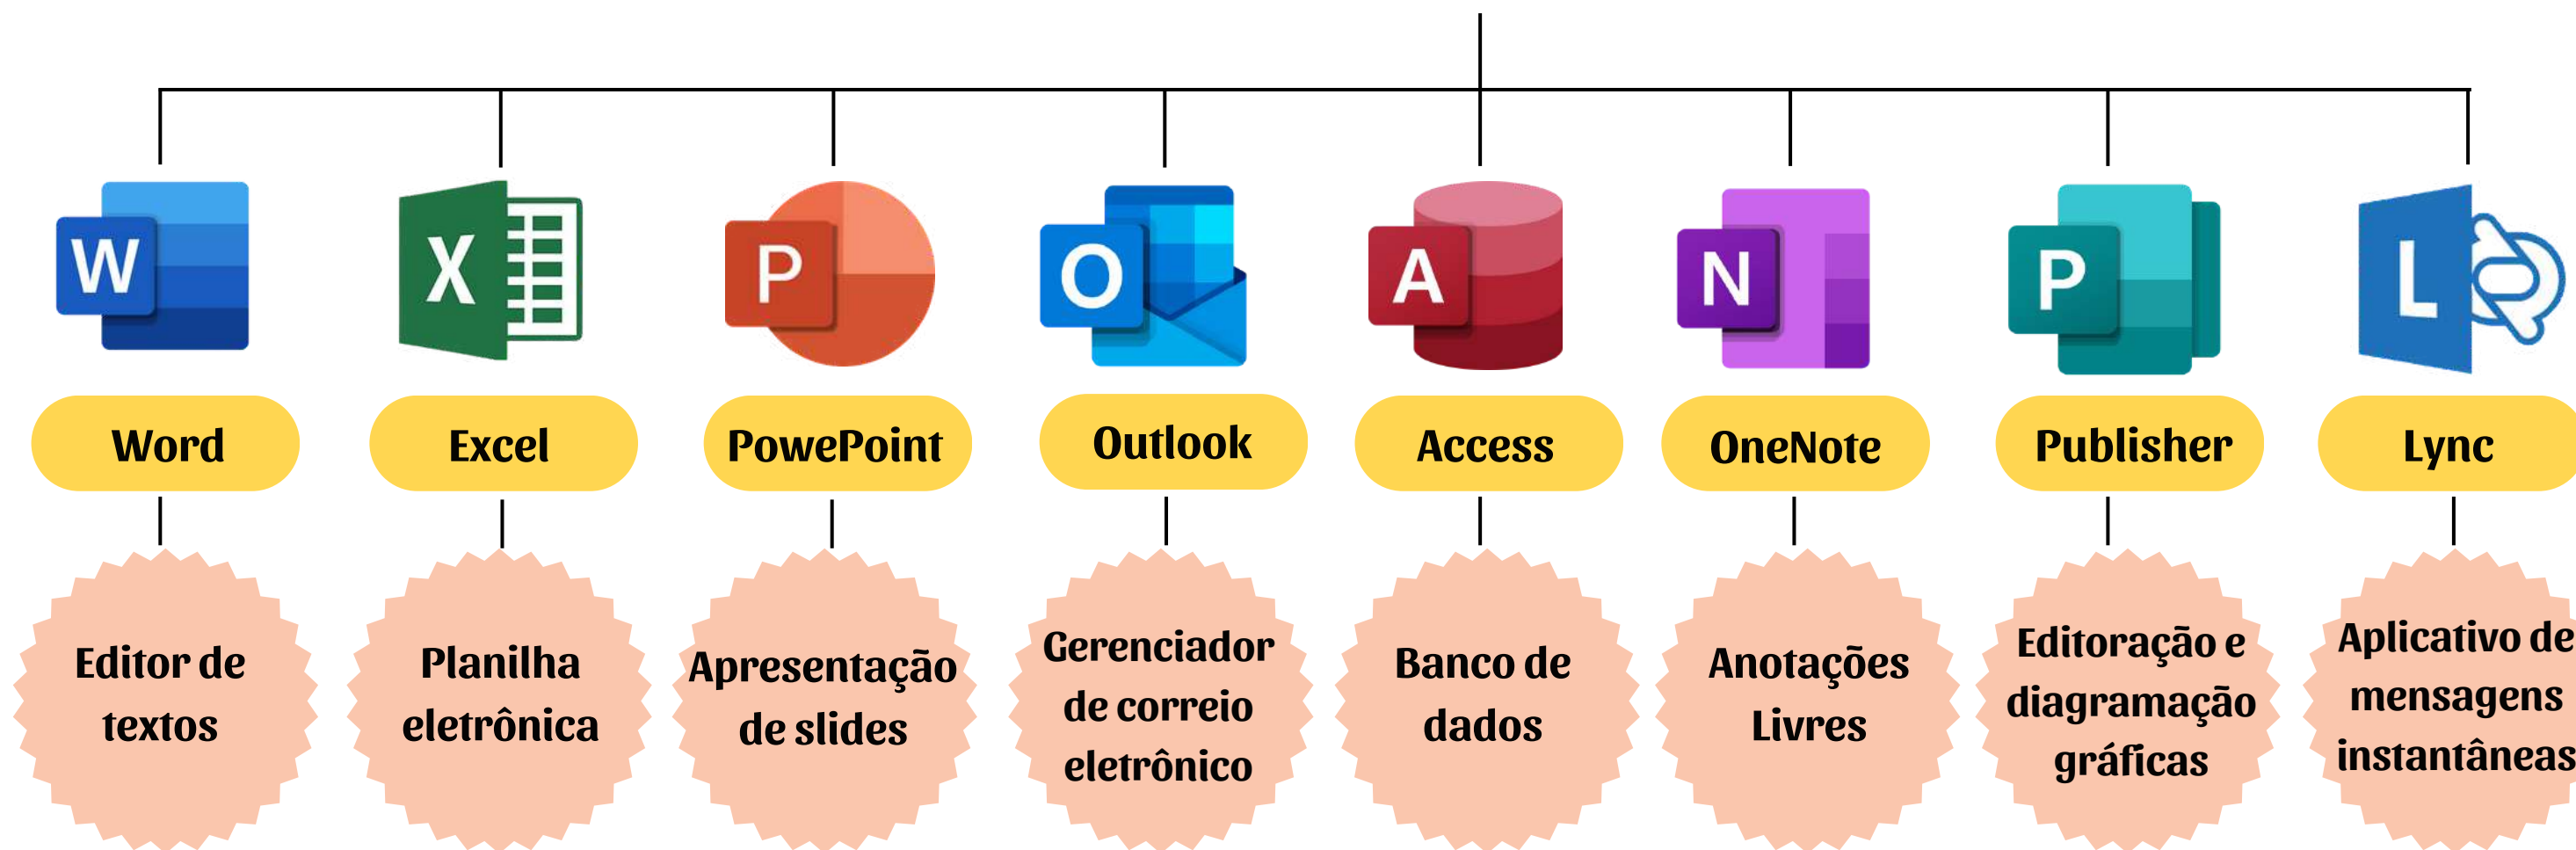 W
X
P
O
A
N
P
L
Word
Excel
PowePoint
Outlook
Access
OneNote
Publisher
Lync
Editor de
textos
Planilha
eletrônica
Apresentação
de slides
Gerenciador
de correio
eletrônico
Banco de
dados
Anotações
Livres
Editoração e
diagramação
gráficas
Aplicativo de
mensagens
instantâneas